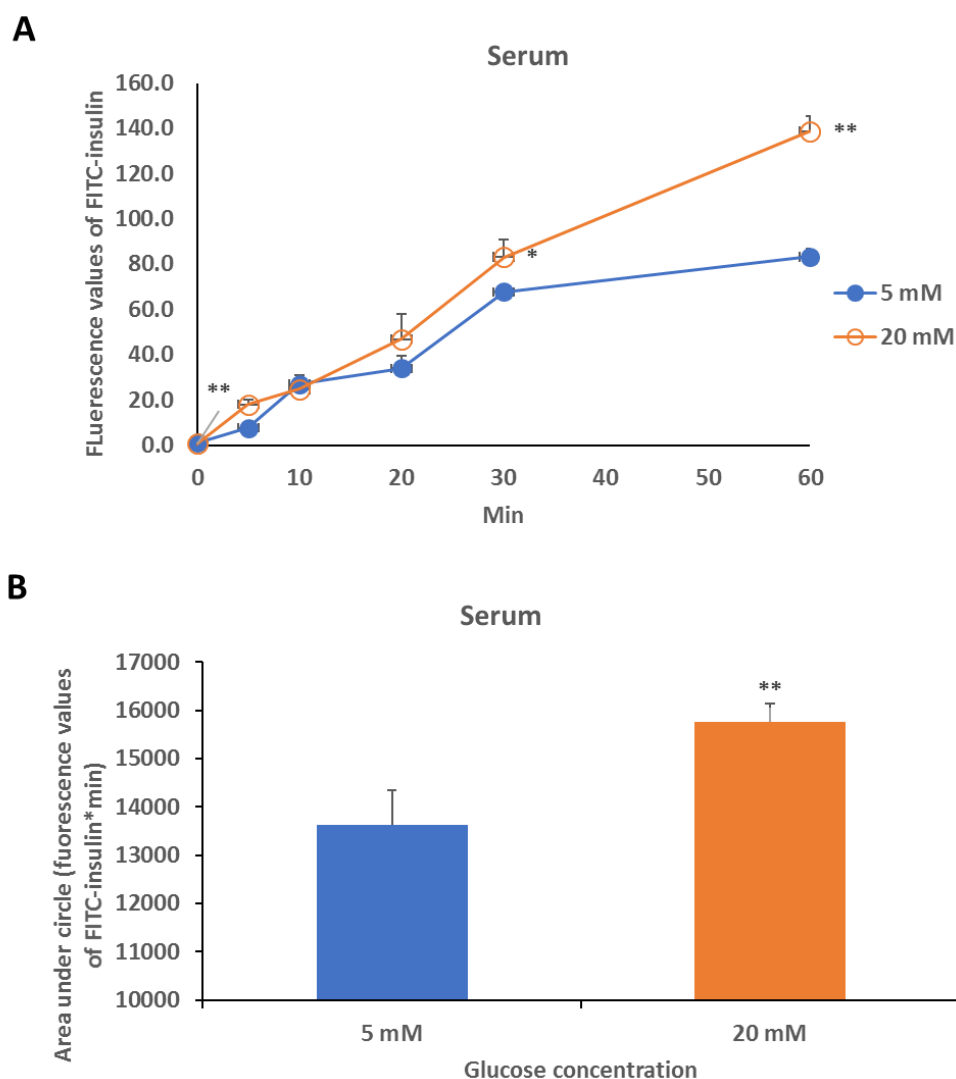 A
Serum
FLuerescence values of FITC-insulin
160.0
140.0
120.0
100.0
80.0
60.0
40.0
20.0
0.0
**
*
**
5 mM
20 mM
0
10
20
30
40
50
60
Min
B
Serum
Area under circle (fuorescence values
of FITC-insulin*min)
17000
16000
15000
14000
13000
12000
11000
10000
**
5 mM
20 mM
Glucose concentration